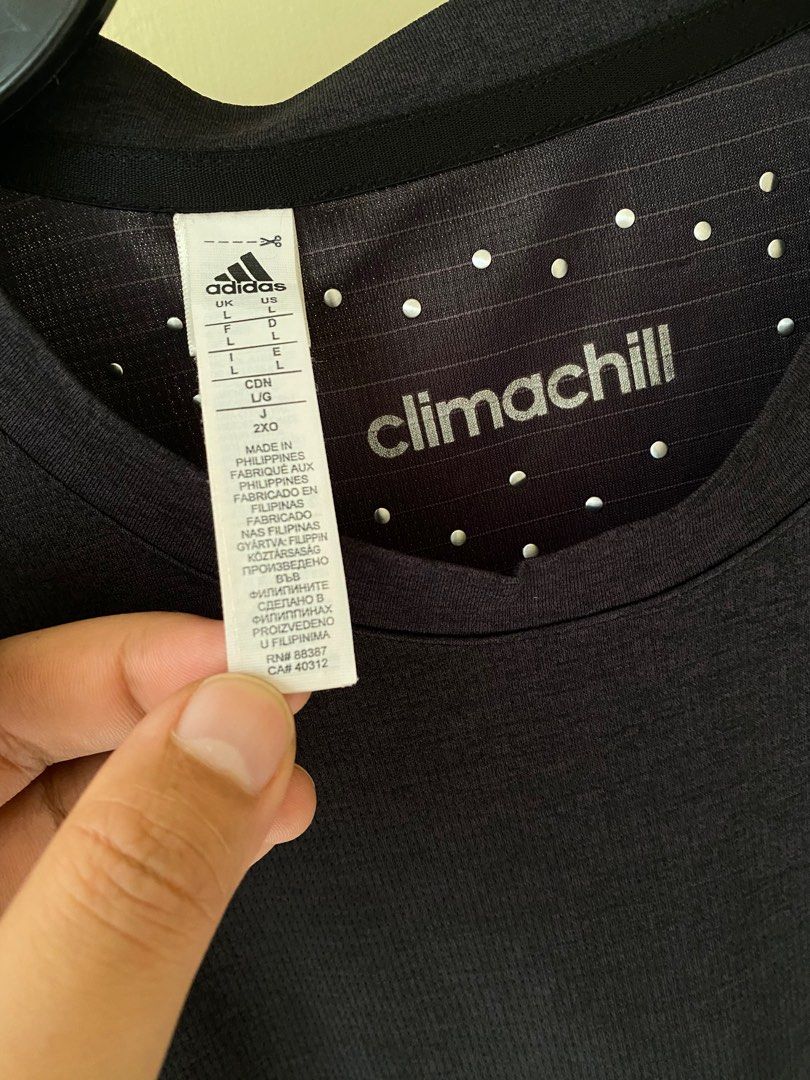 adidas
UK US
L L
F D
L L
I E
L L
CDN
L/G
J
2XO
MADE IN
PHILIPPINES
FABRIQUÉ AUX
PHILIPPINES
FABRICADO EN
FILIPINAS
FABRICADO
NAS FILIPINAS
GYÁRTVA: FILIPPIN
KÖZTÁRSASÁG
ПРОИЗВЕДЕНО
ВЪВ
ФИЛИПИНИТЕ
СДЕЛАНО В
ФИЛИППИНАХ
PROIZVEDENO
U FILIPINIMA
RN# 88387
CA# 40312
climachill